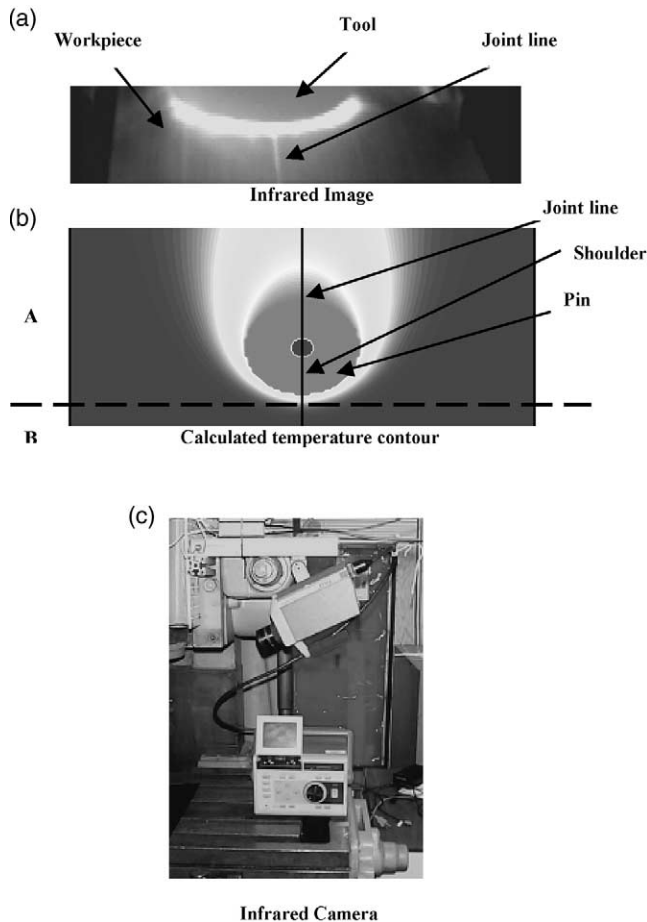 (a)
Workpiece
Tool
Joint line
Infrared Image
(b)
Joint line
Shoulder
Pin
A
B
Calculated temperature contour
(c)
Infrared Camera